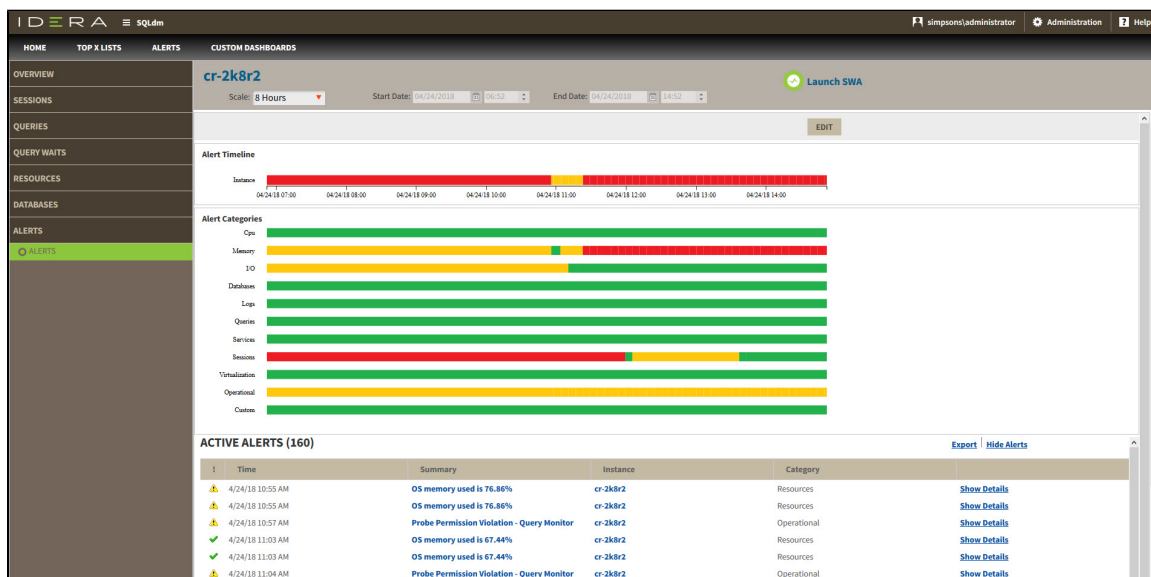 IDERA ☰ SQLdm simpsons\administrator Administration ? Help
HOME TOP X LISTS ALERTS CUSTOM DASHBOARDS
OVERVIEW
SESSIONS
QUERIES
QUERY WAITS
RESOURCES
DATABASES
ALERTS
ALERTS
cr-2k8r2 Launch SWA
Scale: 8 Hours Start Date: 04/24/2018 06:52 End Date: 04/24/2018 14:52
EDIT
Alert Timeline
Instance
04/24/18 07:00 04/24/18 08:00 04/24/18 09:00 04/24/18 10:00 04/24/18 11:00 04/24/18 12:00 04/24/18 13:00 04/24/18 14:00
Alert Categories
Cpu
Memory
I/O
Databases
Logs
Queries
Services
Sessions
Virtualization
Operational
Custom
ACTIVE ALERTS (160) Export Hide Alerts
! Time Summary Instance Category
4/24/18 10:55 AM OS memory used is 76.86% cr-2k8r2 Resources Show Details
4/24/18 10:55 AM OS memory used is 76.86% cr-2k8r2 Resources Show Details
4/24/18 10:57 AM Probe Permission Violation - Query Monitor cr-2k8r2 Operational Show Details
4/24/18 11:03 AM OS memory used is 67.44% cr-2k8r2 Resources Show Details
4/24/18 11:03 AM OS memory used is 67.44% cr-2k8r2 Resources Show Details
4/24/18 11:04 AM Probe Permission Violation - Query Monitor cr-2k8r2 Operational Show Details